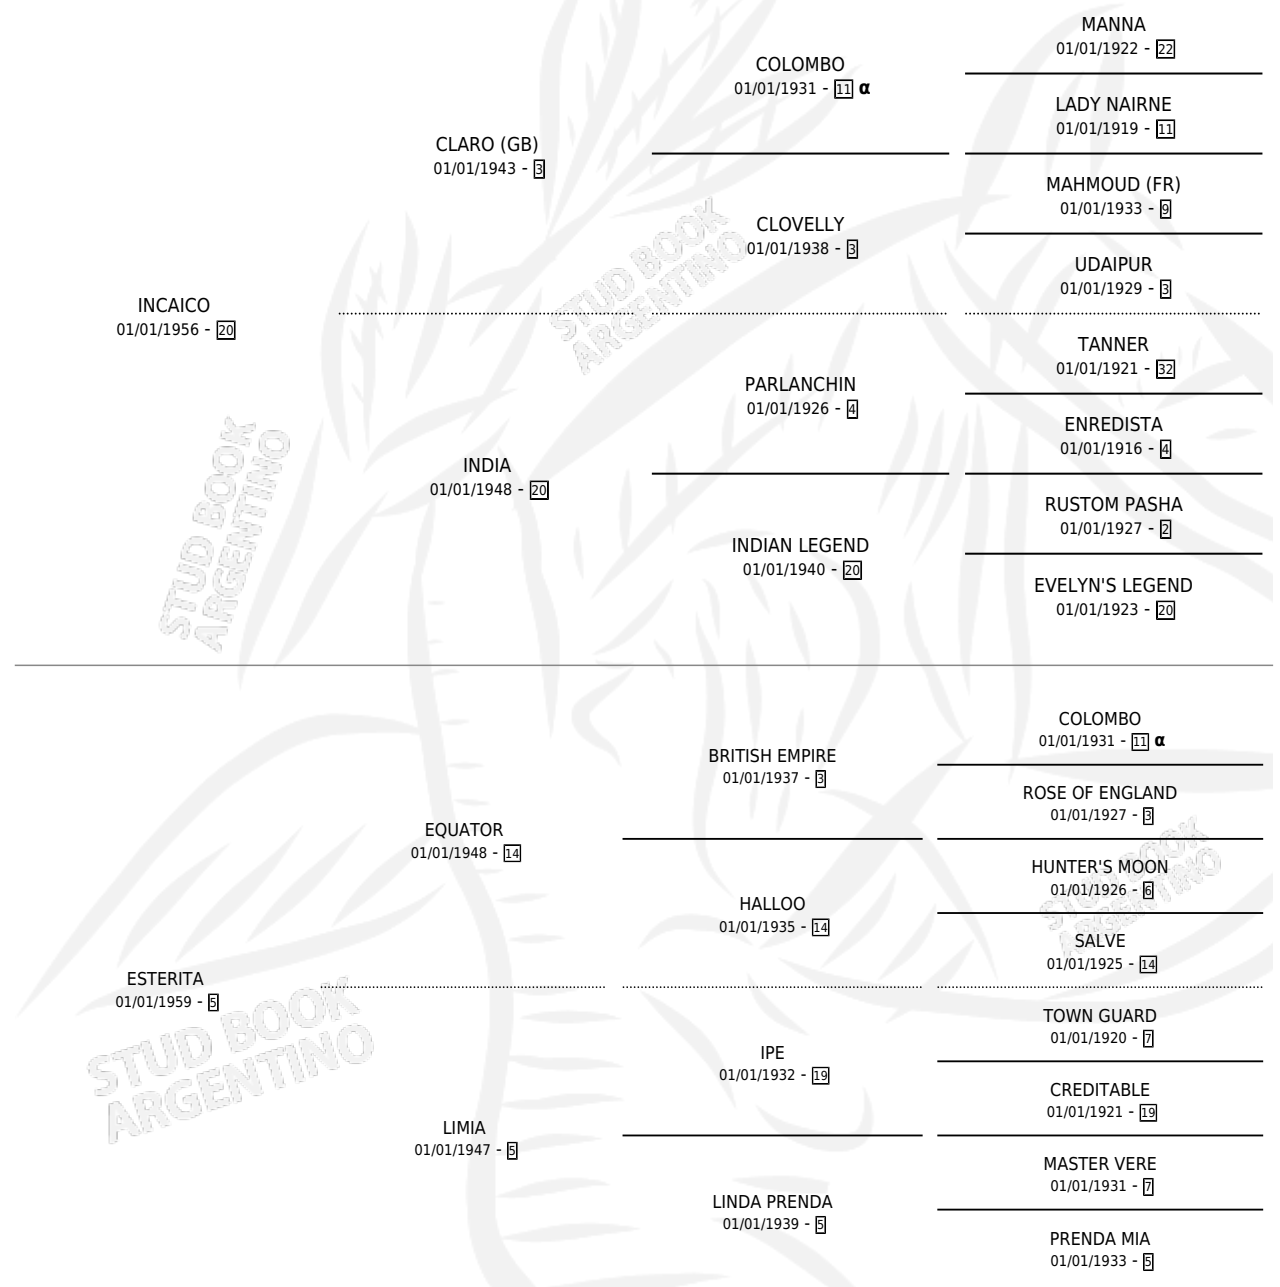 MANNA
01/01/1922 - 22
COLOMBO
01/01/1931 - 11 α
LADY NAIRNE
01/01/1919 - 11
CLARO (GB)
01/01/1943 - 3
MAHMOUD (FR)
01/01/1933 - 9
CLOVELLY
01/01/1938 - 3
UDAIPUR
01/01/1929 - 3
INCAICO
01/01/1956 - 20
TANNER
01/01/1921 - 32
PARLANCHIN
01/01/1926 - 4
ENREDISTA
01/01/1916 - 4
INDIA
01/01/1948 - 20
RUSTOM PASHA
01/01/1927 - 2
INDIAN LEGEND
01/01/1940 - 20
EVELYN'S LEGEND
01/01/1923 - 20
COLOMBO
01/01/1931 - 11 α
BRITISH EMPIRE
01/01/1937 - 3
ROSE OF ENGLAND
01/01/1927 - 3
EQUATOR
01/01/1948 - 14
HUNTER'S MOON
01/01/1926 - 6
HALLOO
01/01/1935 - 14
SALVE
01/01/1925 - 14
ESTERITA
01/01/1959 - 5
TOWN GUARD
01/01/1920 - 7
IPE
01/01/1932 - 19
CREDITABLE
01/01/1921 - 19
LIMIA
01/01/1947 - 5
MASTER VERE
01/01/1931 - 7
LINDA PRENDA
01/01/1939 - 5
PRENDA MIA
01/01/1933 - 5
STUD BOOK
ARGENTINO
STUD BOOK
ARGENTINO
STUD BOOK
ARGENTINO
STUD BOOK
ARGENTINO